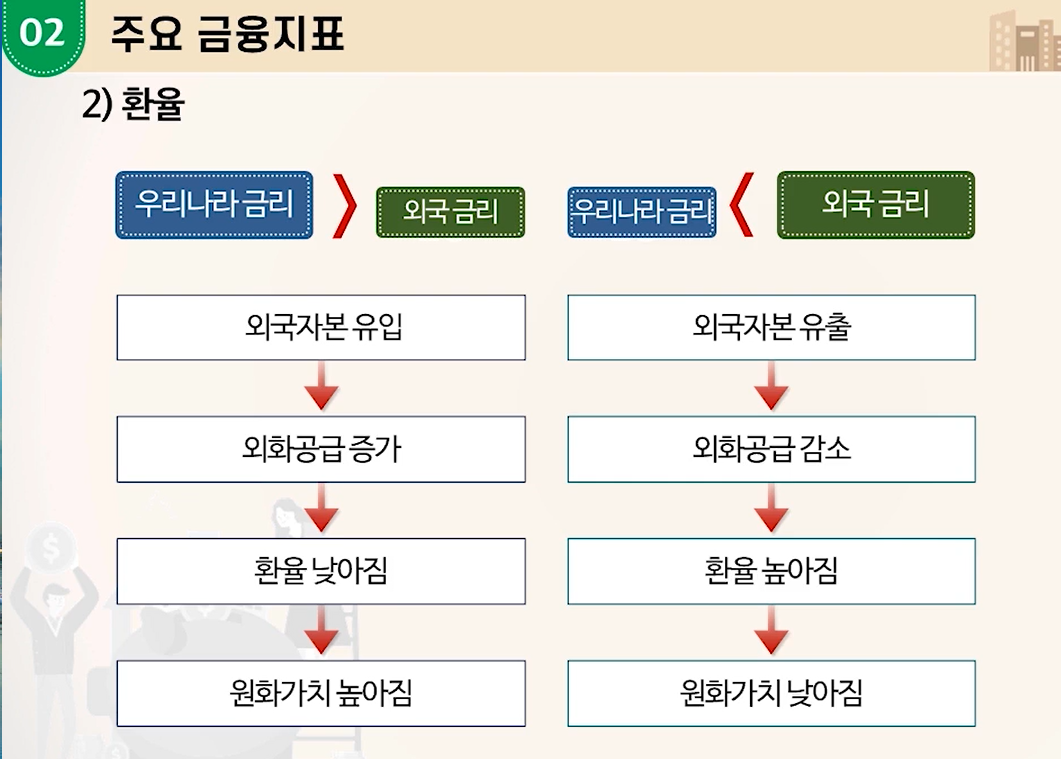 02 주요 금융지표
2) 환율
우리나라 금리 > 외국 금리
우리나라 금리 < 외국 금리
외국자본 유입
외화공급 증가
환율 낮아짐
원화가치 높아짐
외국자본 유출
외화공급 감소
환율 높아짐
원화가치 낮아짐
$
$